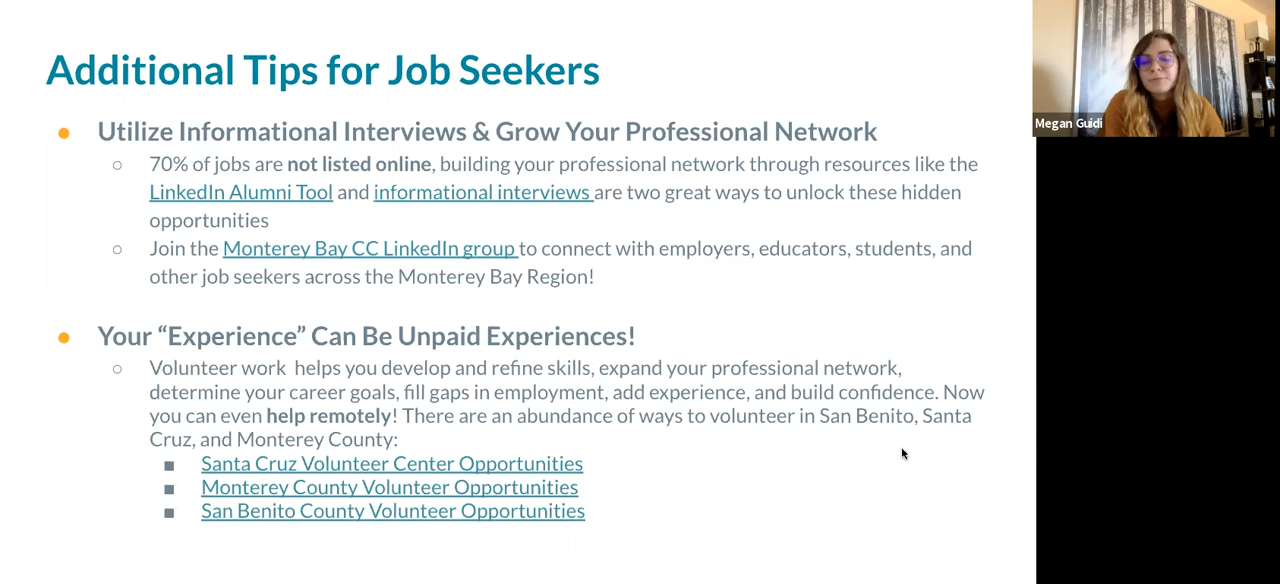 Additional Tips for Job Seekers
● Utilize Informational Interviews & Grow Your Professional Network
○ 70% of jobs are not listed online, building your professional network through resources like the
LinkedIn Alumni Tool and informational interviews are two great ways to unlock these hidden
opportunities
○ Join the Monterey Bay CC LinkedIn group to connect with employers, educators, students, and
other job seekers across the Monterey Bay Region!
● Your “Experience” Can Be Unpaid Experiences!
○ Volunteer work  helps you develop and refine skills, expand your professional network,
determine your career goals, fill gaps in employment, add experience, and build confidence. Now
you can even help remotely! There are an abundance of ways to volunteer in San Benito, Santa
Cruz, and Monterey County:
■ Santa Cruz Volunteer Center Opportunities
■ Monterey County Volunteer Opportunities
■ San Benito County Volunteer Opportunities
Megan Guidi